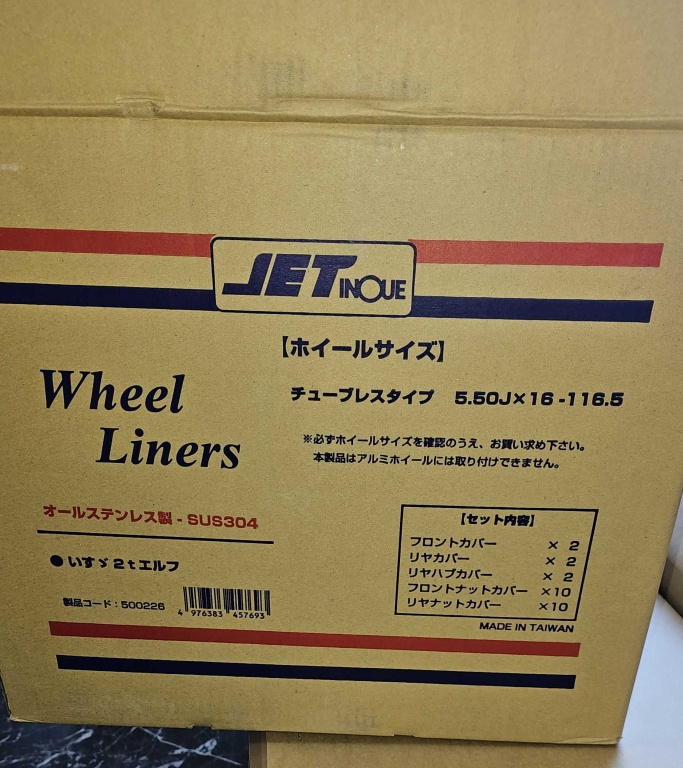 JET INOUE
【ホイールサイズ】
チューブレスタイプ 5.50J×16-116.5
※必ずホイールサイズを確認のうえ、お買い求め下さい。
本製品はアルミホイールには取り付けできません。
Wheel
Liners
オールステンレス製 - SUS304
●いすゞ2tエルフ
製品コード：500226
4 976383 457693
【セット内容】
フロントカバー × 2
リヤカバー × 2
リヤハブカバー × 2
フロントナットカバー ×10
リヤナットカバー ×10
MADE IN TAIWAN